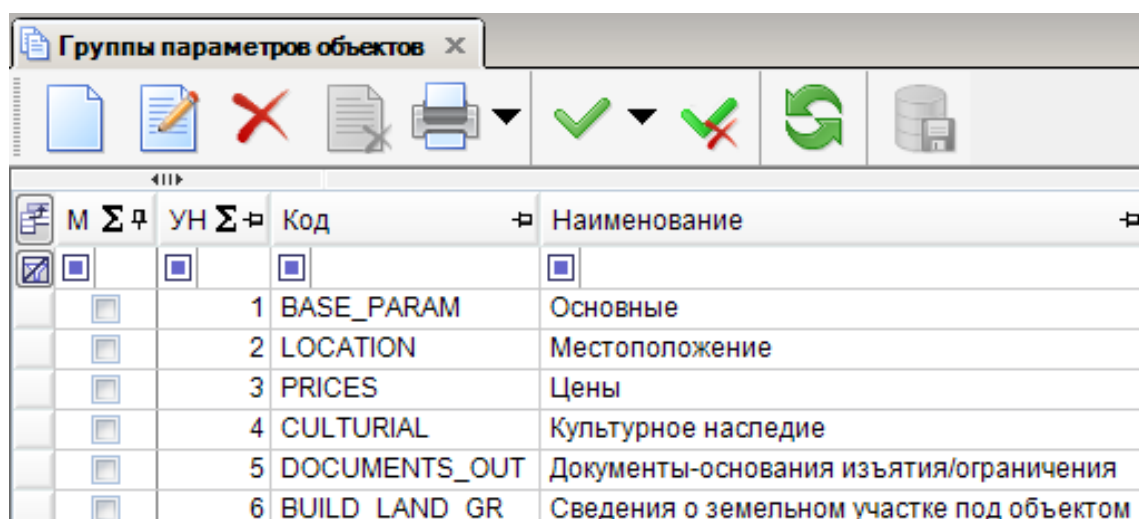 Группы параметров объектов
М Σ УН Σ Код Наименование
1 BASE_PARAM Основные
2 LOCATION Местоположение
3 PRICES Цены
4 CULTURIAL Культурное наследие
5 DOCUMENTS_OUT Документы-основания изъятия/ограничения
6 BUILD_LAND_GR Сведения о земельном участке под объектом